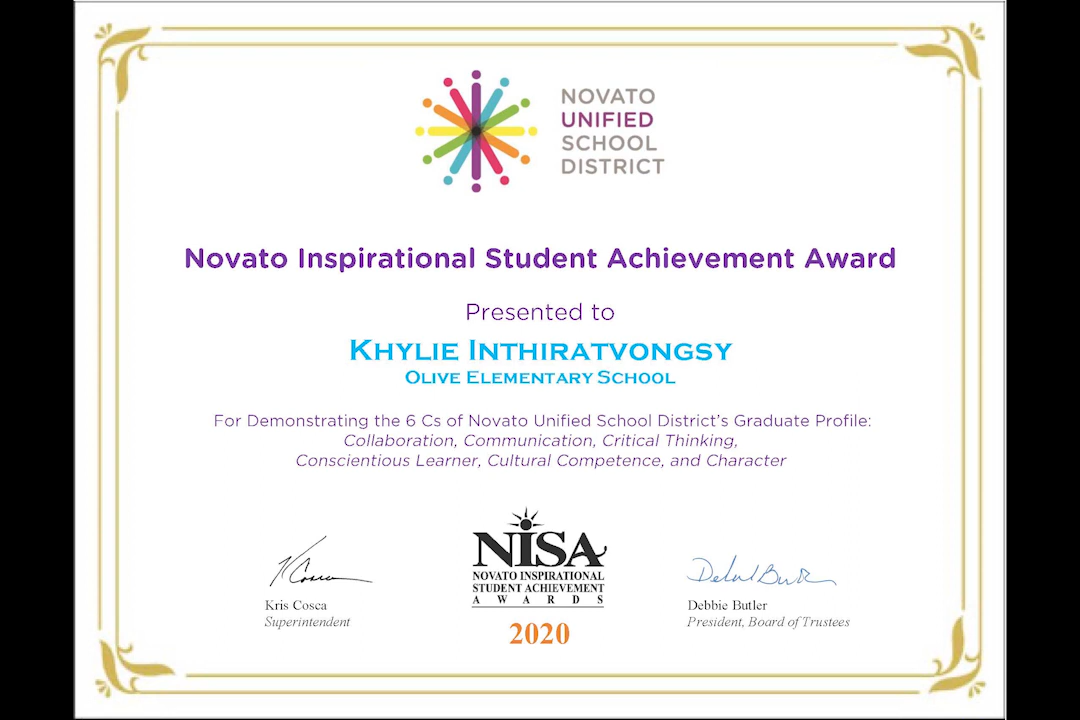 NOVATO
UNIFIED
SCHOOL
DISTRICT
Novato Inspirational Student Achievement Award
Presented to
KHYLIE INTHIRATVONGSY
OLIVE ELEMENTARY SCHOOL
For Demonstrating the 6 Cs of Novato Unified School District's Graduate Profile:
Collaboration, Communication, Critical Thinking,
Conscientious Learner, Cultural Competence, and Character
NISA
NOVATO INSPIRATIONAL
STUDENT ACHIEVEMENT
AWARDS
2020
Kris Cosca
Superintendent
Debbie Butler
President, Board of Trustees